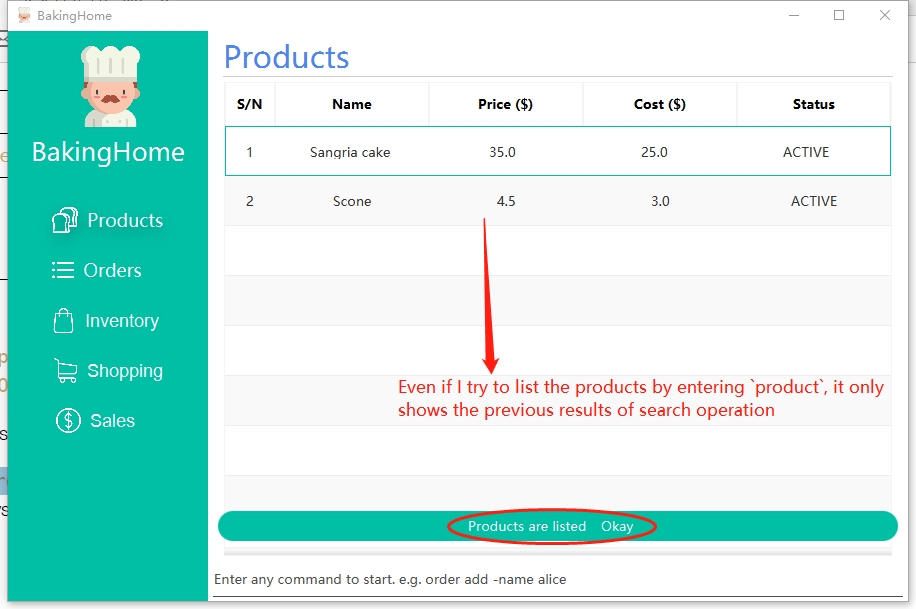 BakingHome
Products
S/N Name Price ($) Cost ($) Status
1 Sangria cake 35.0 25.0 ACTIVE
2 Scone 4.5 3.0 ACTIVE
BakingHome
Products
Orders
Inventory
Shopping
Sales
Even if I try to list the products by entering `product`, it only
shows the previous results of search operation
Products are listed Okay
Enter any command to start. e.g. order add -name alice